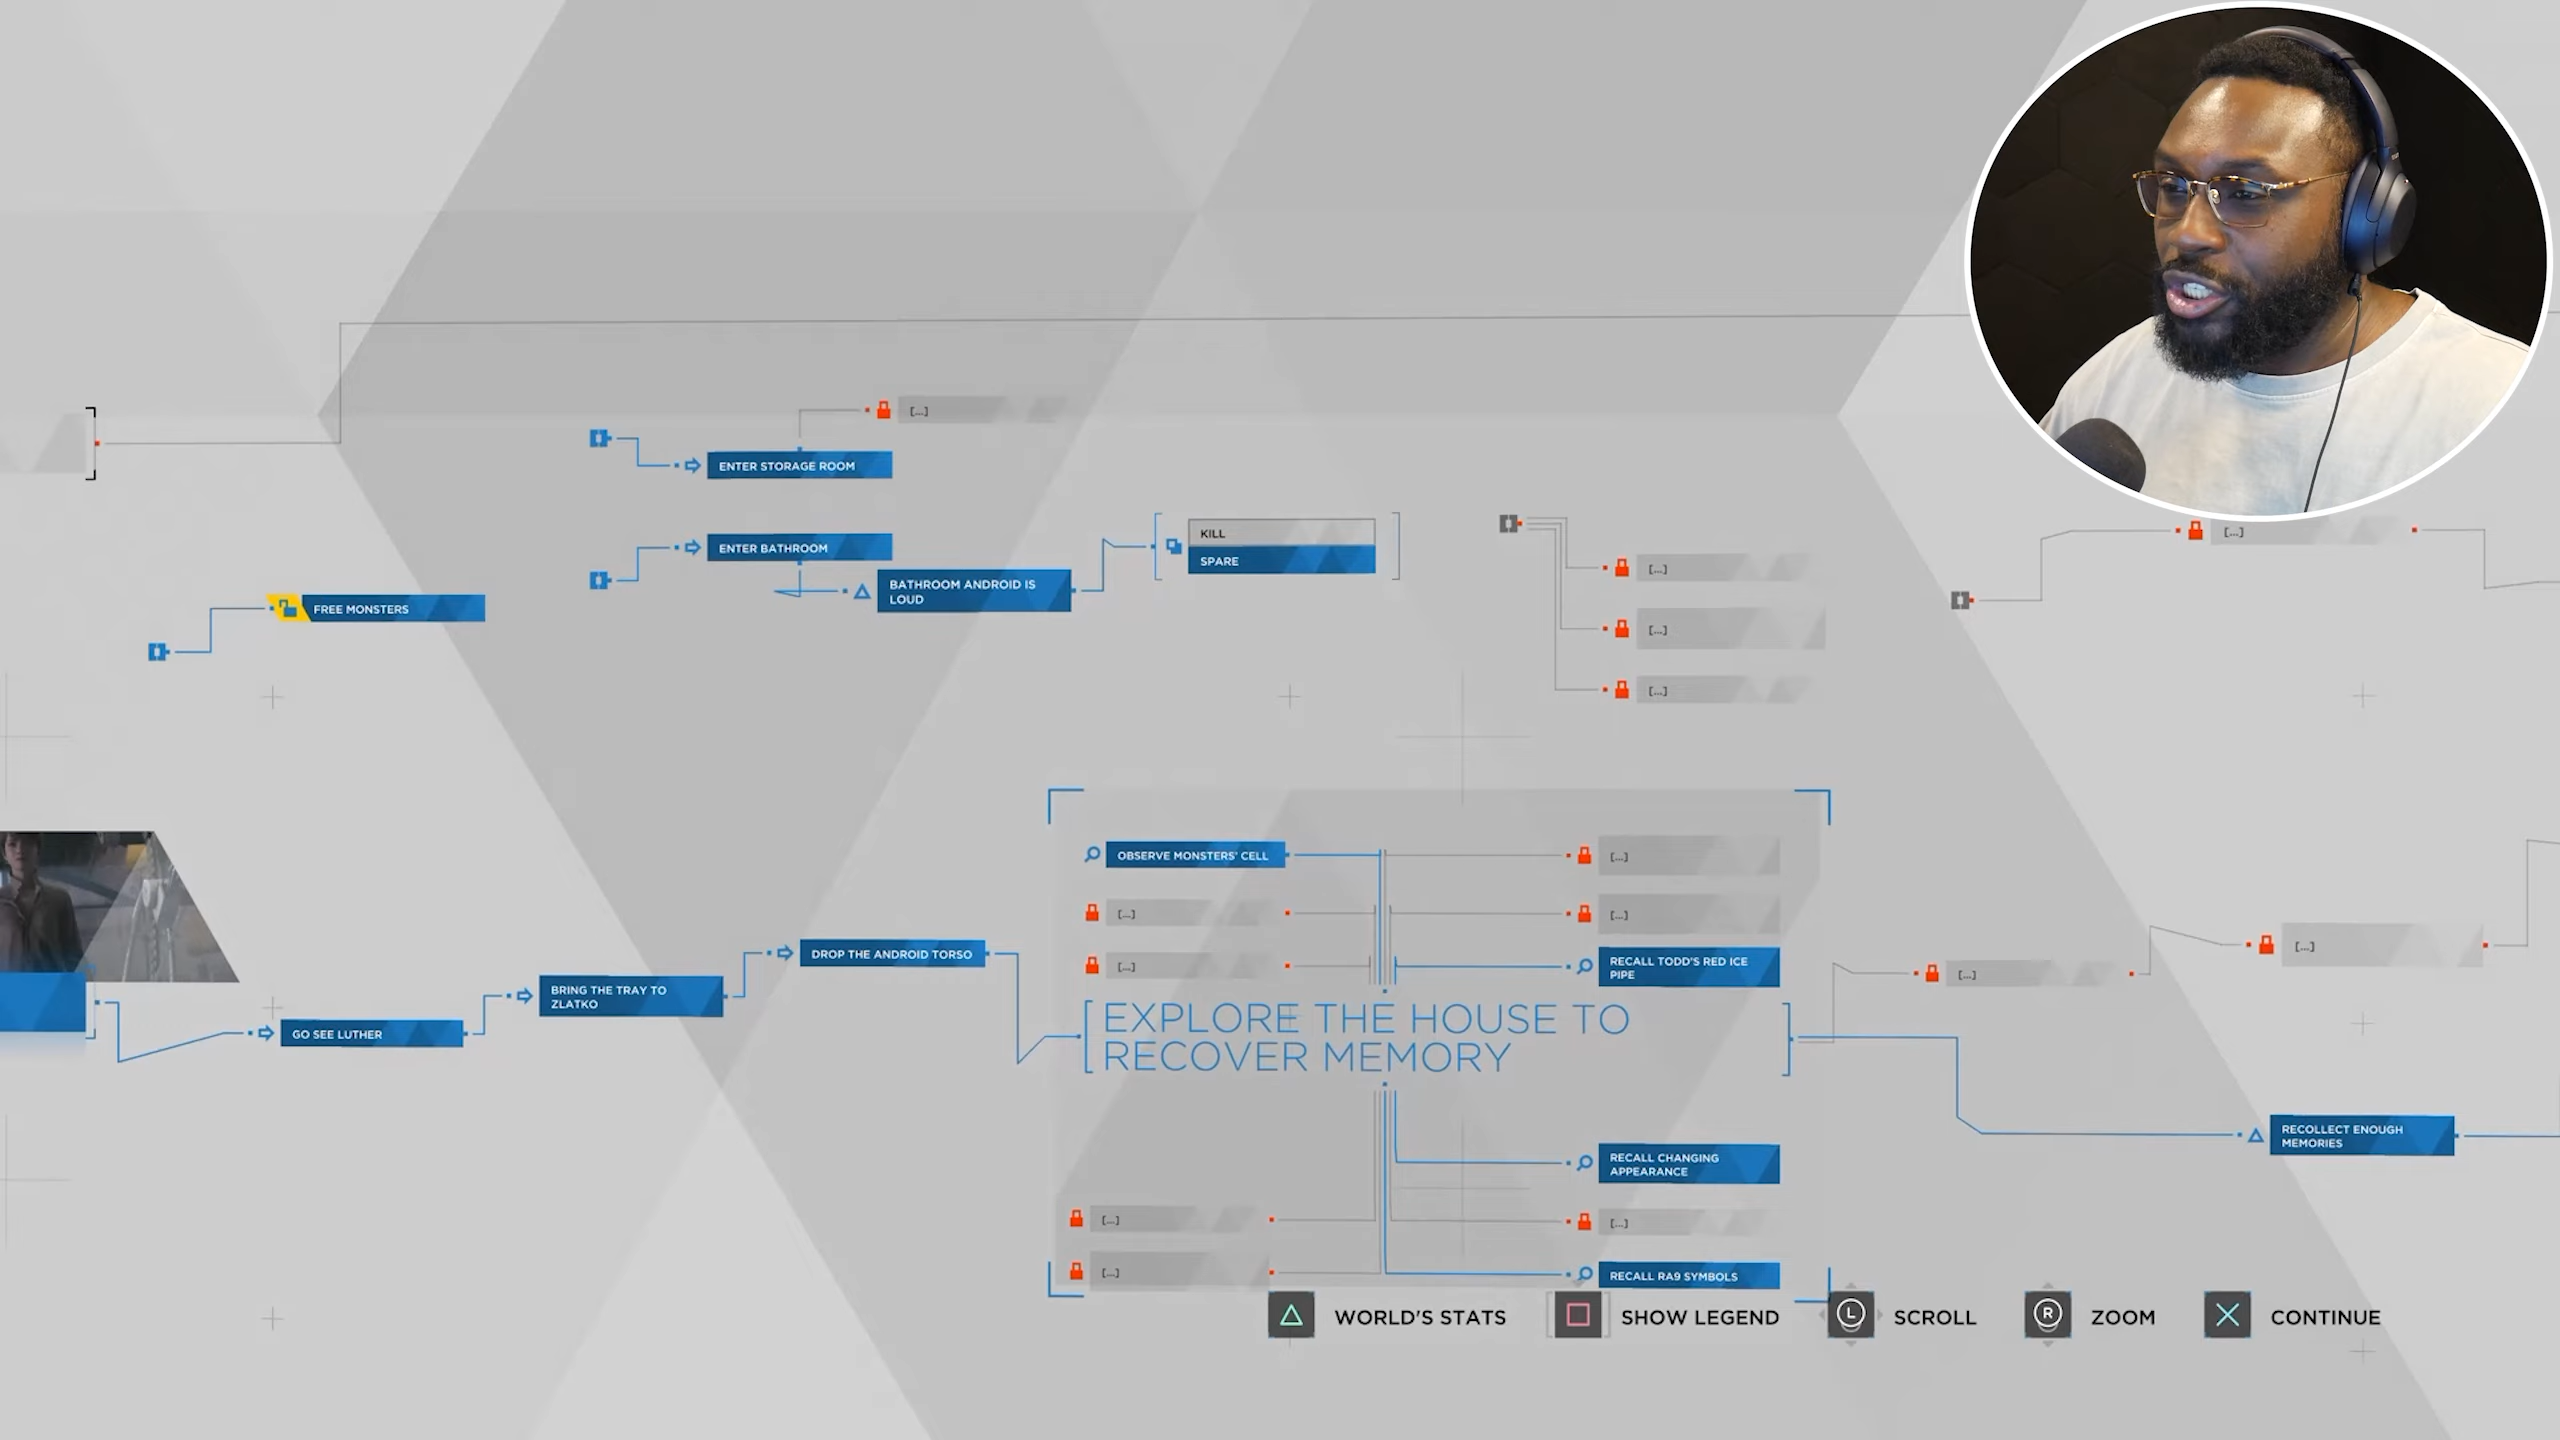 [...]
ENTER STORAGE ROOM
KILL
[...]
ENTER BATHROOM
SPARE
[...]
BATHROOM ANDROID IS
LOUD
FREE MONSTERS
[...]
[...]
OBSERVE MONSTERS' CELL
[...]
[...]
[...]
[...]
RECALL TODD'S RED ICE
PIPE
DROP THE ANDROID TORSO
[...]
[...]
[...]
BRING THE TRAY TO
ZLATKO
GO SEE LUTHER
EXPLORE THE HOUSE TO
RECOVER MEMORY
RECOLLECT ENOUGH
MEMORIES
RECALL CHANGING
APPEARANCE
[...]
[...]
[...]
RECALL RA9 SYMBOLS
WORLD'S STATS
SHOW LEGEND
L
SCROLL
R
ZOOM
CONTINUE